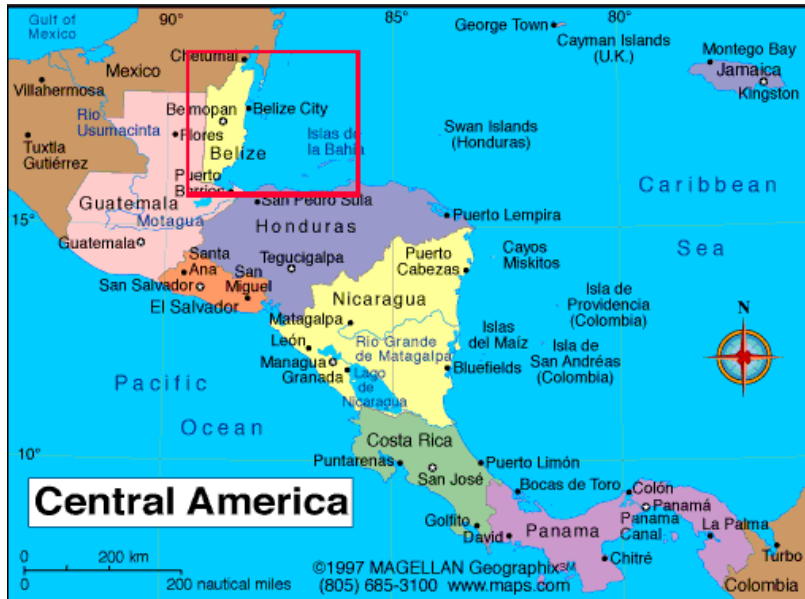 90°
85°
80°
Gulf of
Mexico
George Town
Cayman Islands
(U.K.)
Montego Bay
Jamaica
Kingston
Chetumal
Mexico
Villahermosa
Belmopan
Belize City
Rio
Usumacinta
Flores
Belize
Islas de
la Bahía
Swan Islands
(Honduras)
Tuxtla
Gutiérrez
Puerto
Barrios
Caribbean
Sea
Guatemala
San Pedro Sula
15°
Motagua
Honduras
Puerto Lempira
Guatemala
Santa
Ana
Tegucigalpa
Puerto
Cabezas
Cayos
Miskitos
San Salvador
San
Miguel
El Salvador
Nicaragua
Isla de
Providencia
(Colombia)
N
Matagalpa
León
Rio Grande
de Matagalpa
Islas
del Maíz
Isla de
San Andréas
(Colombia)
Managua
Granada
Lago
de
Nicaragua
Bluefields
Pacific
Ocean
10°
Costa Rica
Puntarenas
San José
Puerto Limón
Bocas de Toro
Colón
Panamá
Panama
Canal
La Palma
Central America
Golfito
David
Panama
Chitré
Turbo
Colombia
0
200 km
0
200 nautical miles
©1997 MAGELLAN Geographix℠
(805) 685-3100 www.maps.com